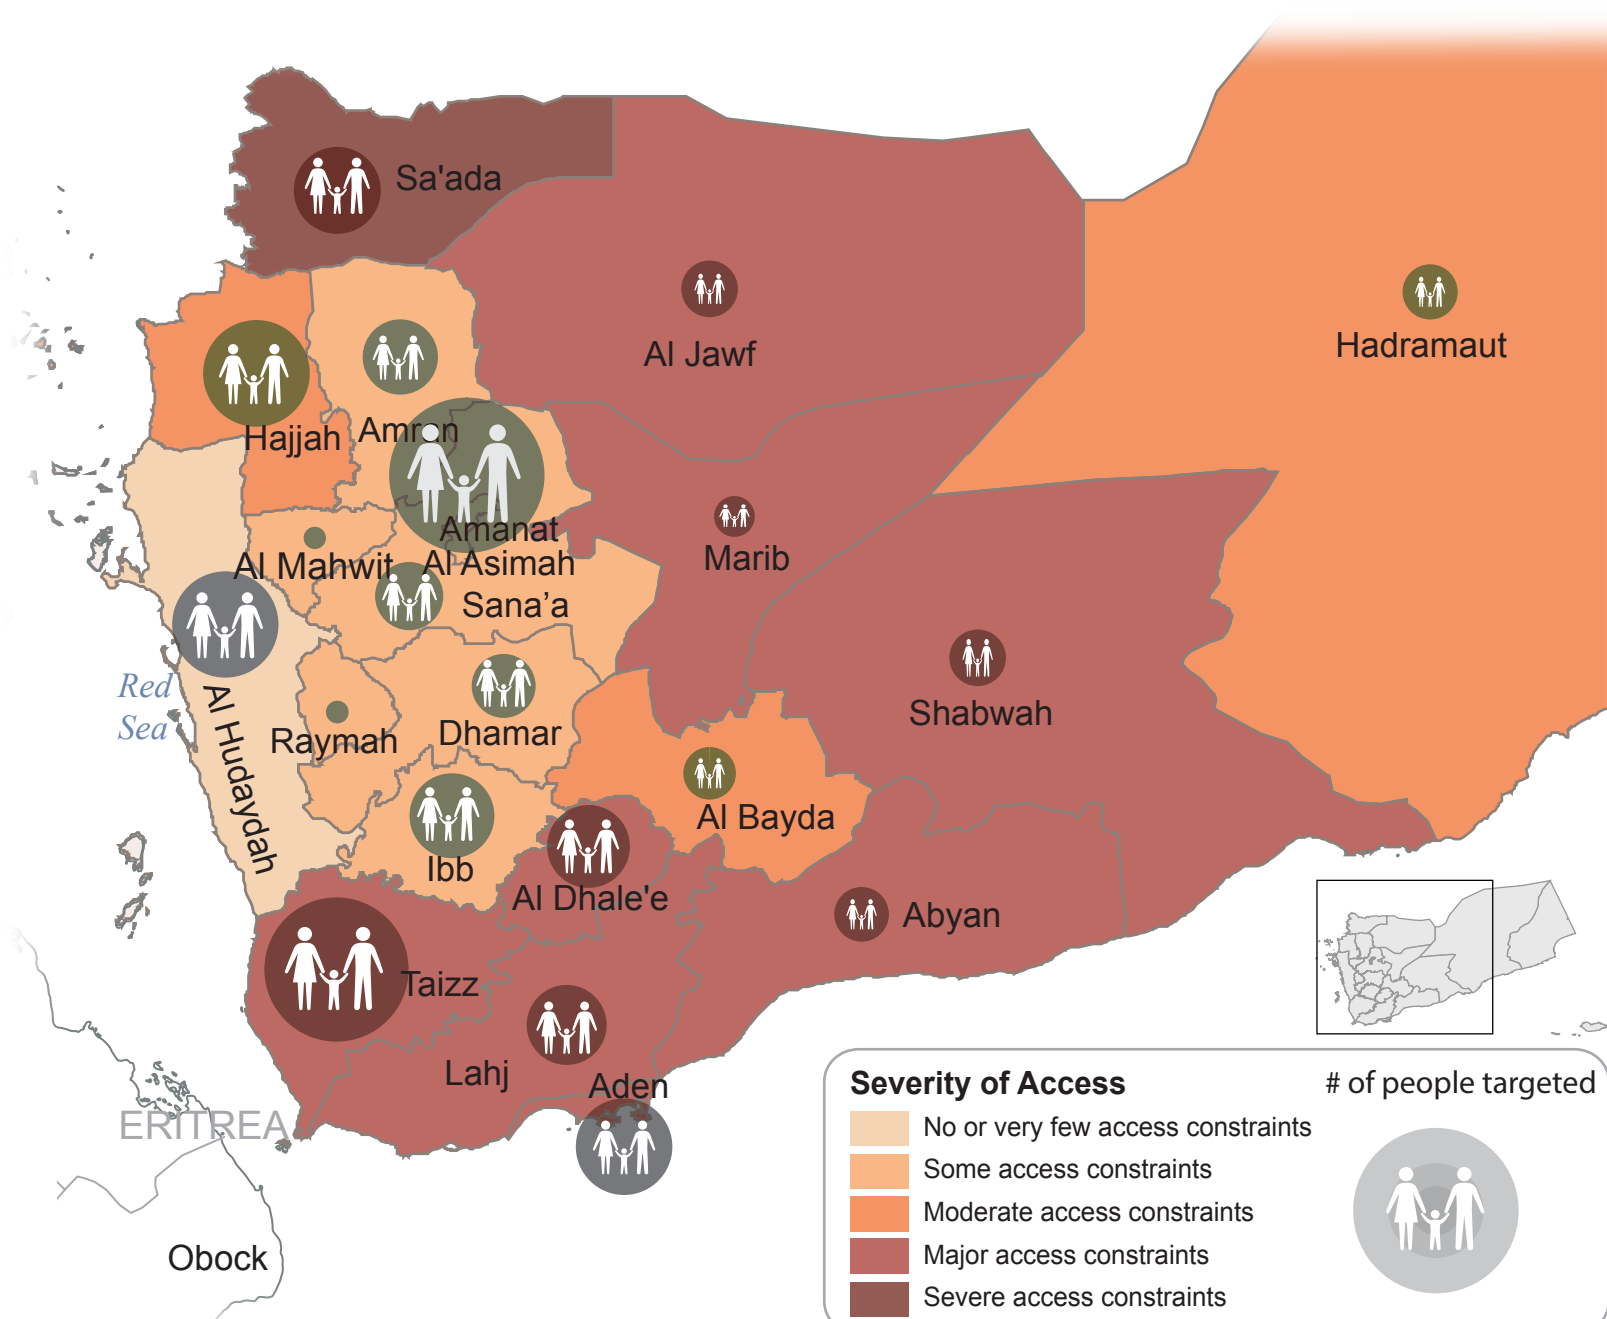 Sa'ada
Al Jawf
Hadramaut
Hajjah
Amran
Amanat
Al Asimah
Al Mahwit
Marib
Sana’a
Red
Sea
Al Hudaydah
Raymah
Dhamar
Shabwah
Al Bayda
Ibb
Al Dhale'e
Abyan
Taizz
Lahj
Aden
ERITREA
Obock
Severity of Access
No or very few access constraints
Some access constraints
Moderate access constraints
Major access constraints
Severe access constraints
# of people targeted